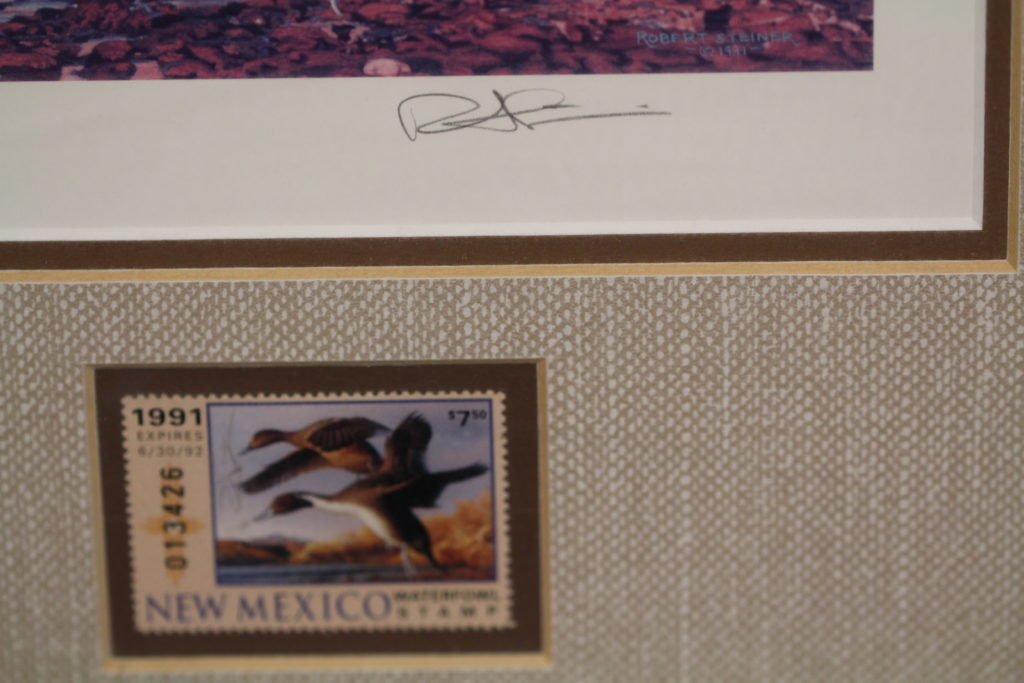 ROBERT STEINER
© 1991
1991
$7.50
EXPIRES
6/30/92
013426
NEW MEXICO
WATERFOWL
STAMP